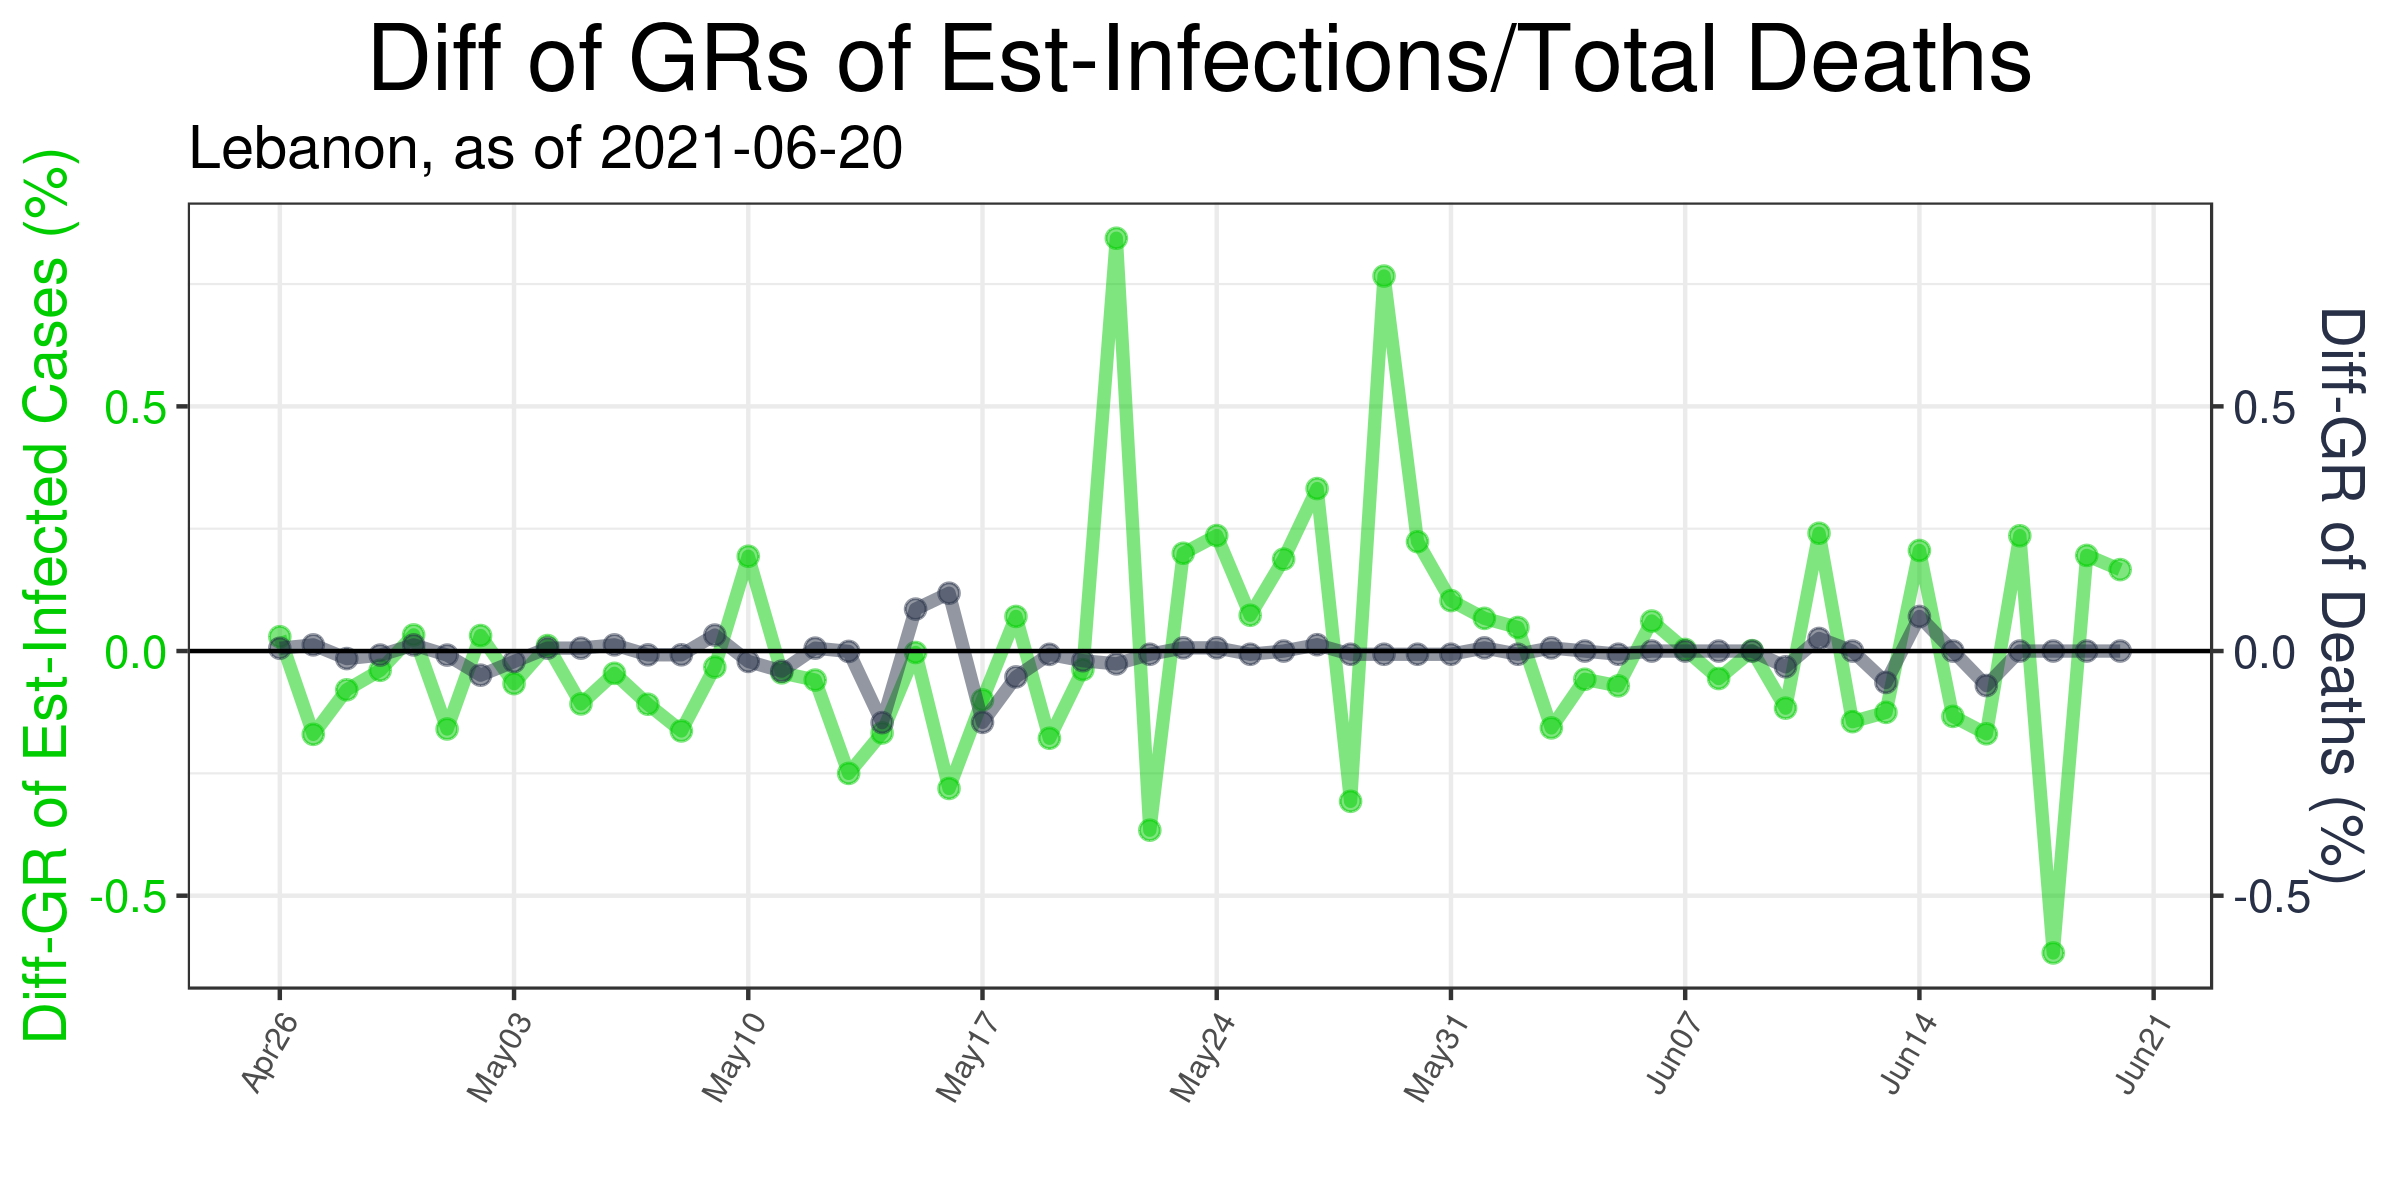 Diff of GRs of Est-Infections/Total Deaths
Lebanon, as of 2021-06-20
Diff-GR of Est-Infected Cases (%)
0.5
0.0
-0.5
0.5
0.0
-0.5
Diff-GR of Deaths (%)
Apr26
May03
May10
May17
May24
May31
Jun07
Jun14
Jun21